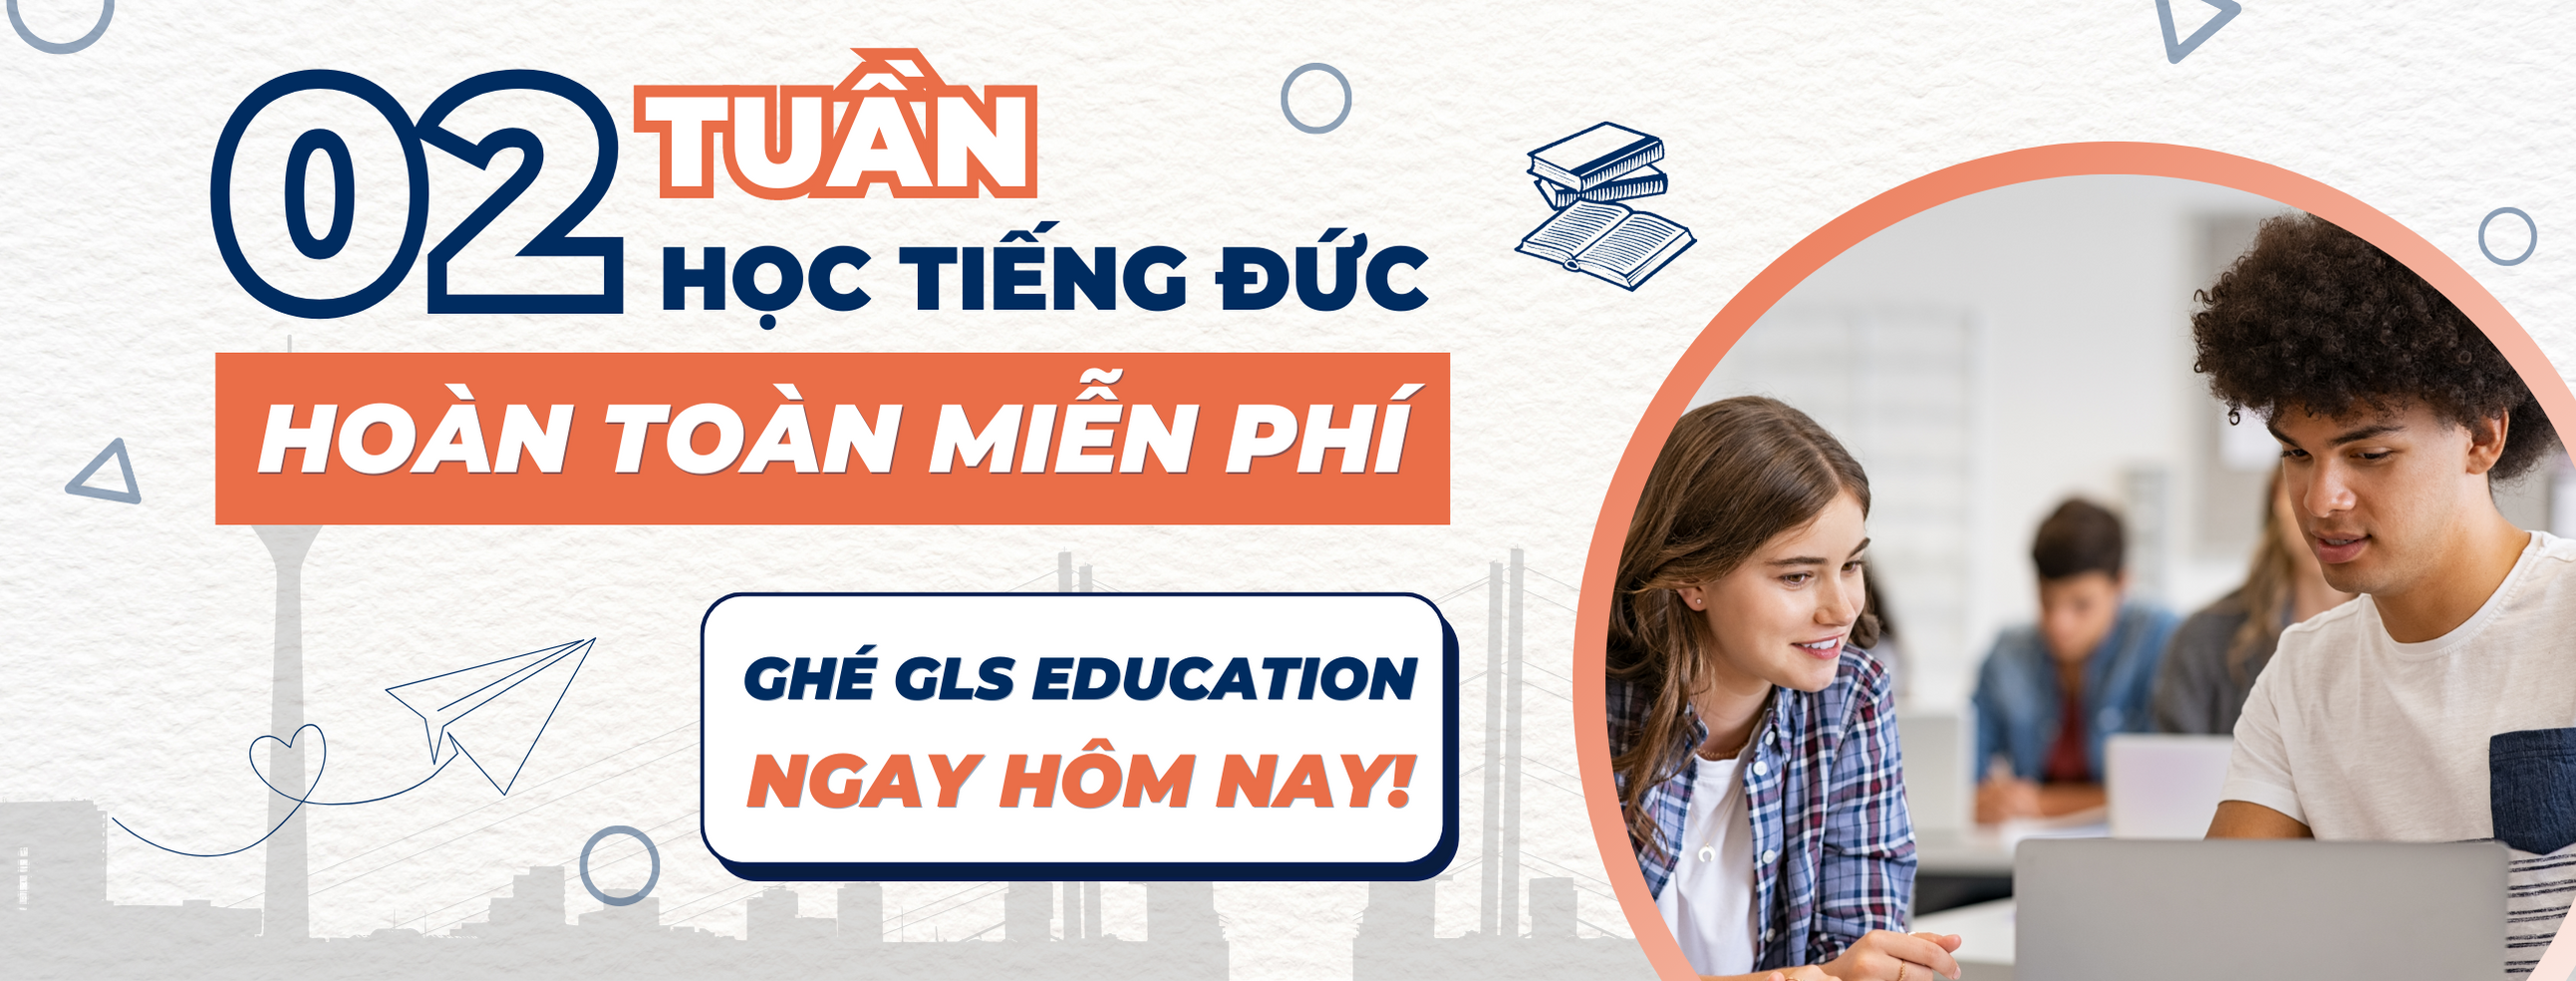 02 TUẦN
HỌC TIẾNG ĐỨC
HOÀN TOÀN MIỄN PHÍ
GHÉ GLS EDUCATION
NGAY HÔM NAY!